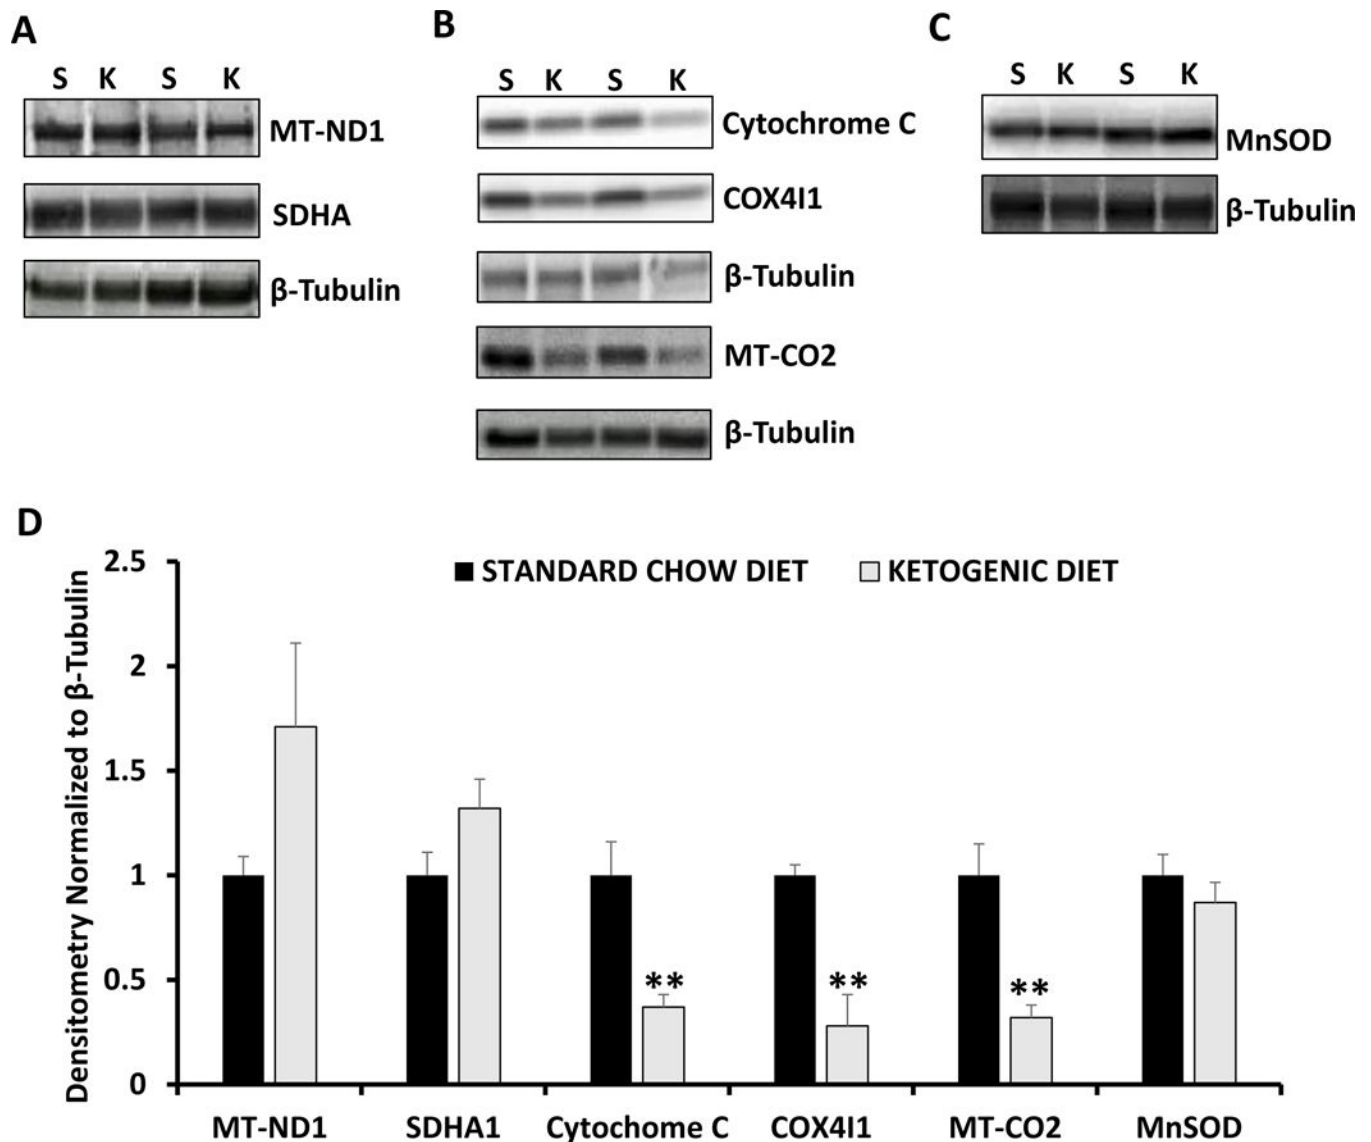 A
S K S K
MT-ND1
SDHA
β-Tubulin
B
S K S K
Cytochrome C
COX4I1
β-Tubulin
MT-CO2
β-Tubulin
C
S K S K
MnSOD
β-Tubulin
D
Densitometry Normalized to β-Tubulin
2.5
2
1.5
1
0.5
0
STANDARD CHOW DIET KETOGENIC DIET
** ** **
MT-ND1 SDHA1 Cytochome C COX4I1 MT-CO2 MnSOD